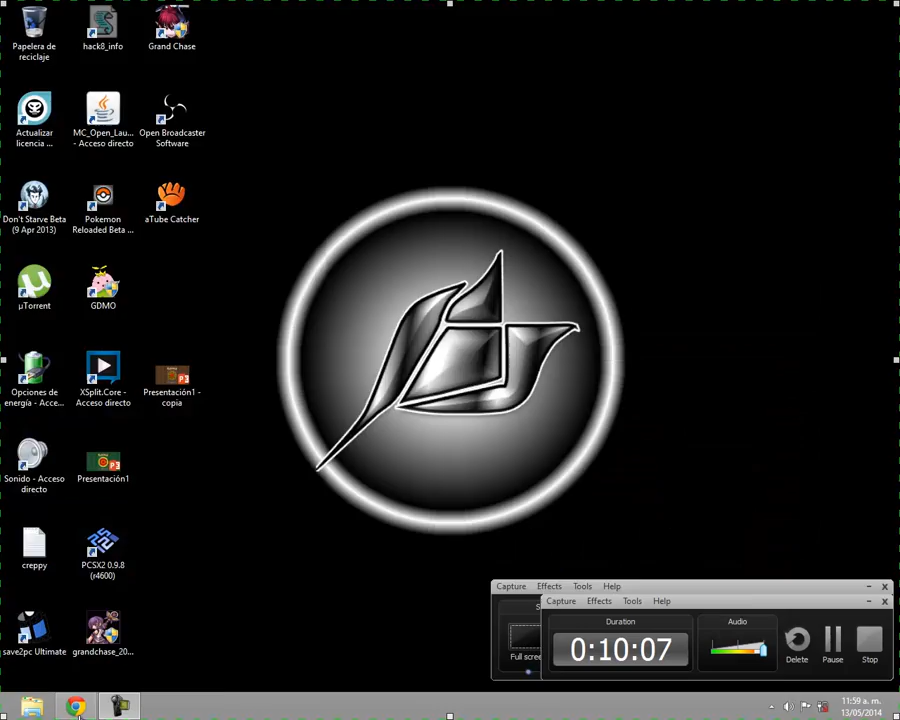 Papelera de
reciclaje
hack8_info
Grand Chase
Actualizar
licencia ...
MC_Open_Lau...
- Acceso directo
Open Broadcaster
Software
Don't Starve Beta
(9 Apr 2013)
Pokemon
Reloaded Beta ...
aTube Catcher
µTorrent
GDMO
Opciones de
energía - Acce...
XSplit.Core -
Acceso directo
Presentación1 -
copia
Sonido - Acceso
directo
Presentación1
creppy
PCSX2 0.9.8
(r4600)
save2pc Ultimate
grandchase_20...
Capture Effects Tools Help
Full scree
Capture Effects Tools Help
Duration
0:10:07
Audio
Delete
Pause
Stop
11:59 a. m.
13/05/2014